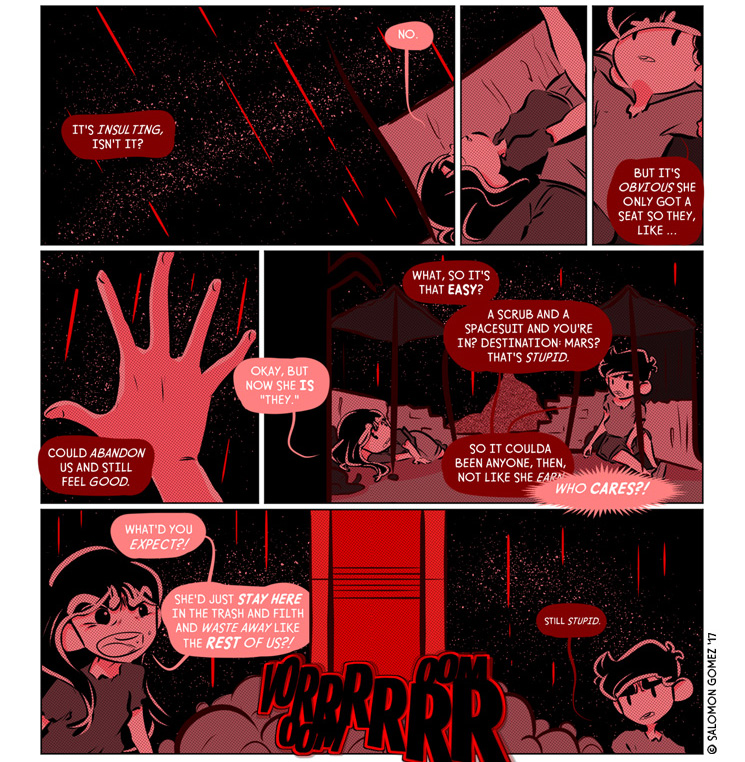 IT'S INSULTING,
ISN'T IT?
NO.
BUT IT'S
OBVIOUS SHE
ONLY GOT A
SEAT SO THEY,
LIKE ...
COULD ABANDON
US AND STILL
FEEL GOOD.
OKAY, BUT
NOW SHE IS
"THEY."
WHAT, SO IT'S
THAT EASY?
A SCRUB AND A
SPACESUIT AND YOU'RE
IN? DESTINATION: MARS?
THAT'S STUPID.
SO IT COULDA
BEEN ANYONE, THEN,
NOT LIKE SHE EARN
WHO CARES?!
WHAT'D YOU
EXPECT?!
SHE'D JUST STAY HERE
IN THE TRASH AND FILTH
AND WASTE AWAY LIKE
THE REST OF US?!
VORRRRRR
OOM
OOM
STILL STUPID.
© SALOMON GOMEZ '17